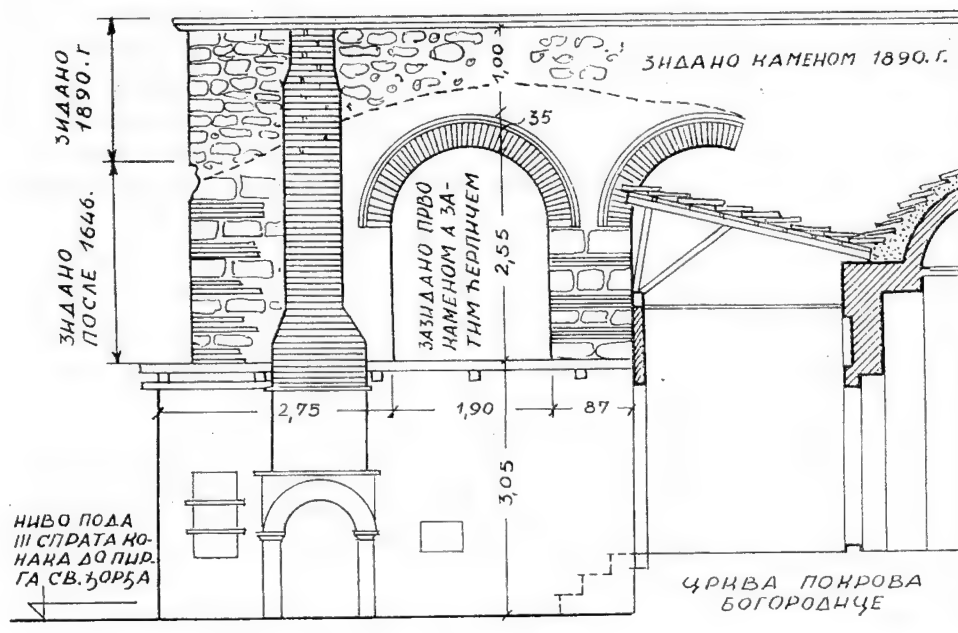 ЗИДАНО
1890.г
ЗИДАНО
ПОСЛЕ 1646.
1,00
ЗИДАНО КАМЕНОМ 1890.Г.
35
ЗАЗИДАНО ПРВО
КАМЕНОМ А ЗА-
ТИМ ЋЕРПИЧЕМ
2,55
2,75
1,90
87
3,05
НИВО ПОДА
III СПРАТА КО-
НАКА ДО ПИР-
ГА СВ. ЂОРЂА
ЦРКВА ПОКРОВА
БОГОРОДИЦЕ